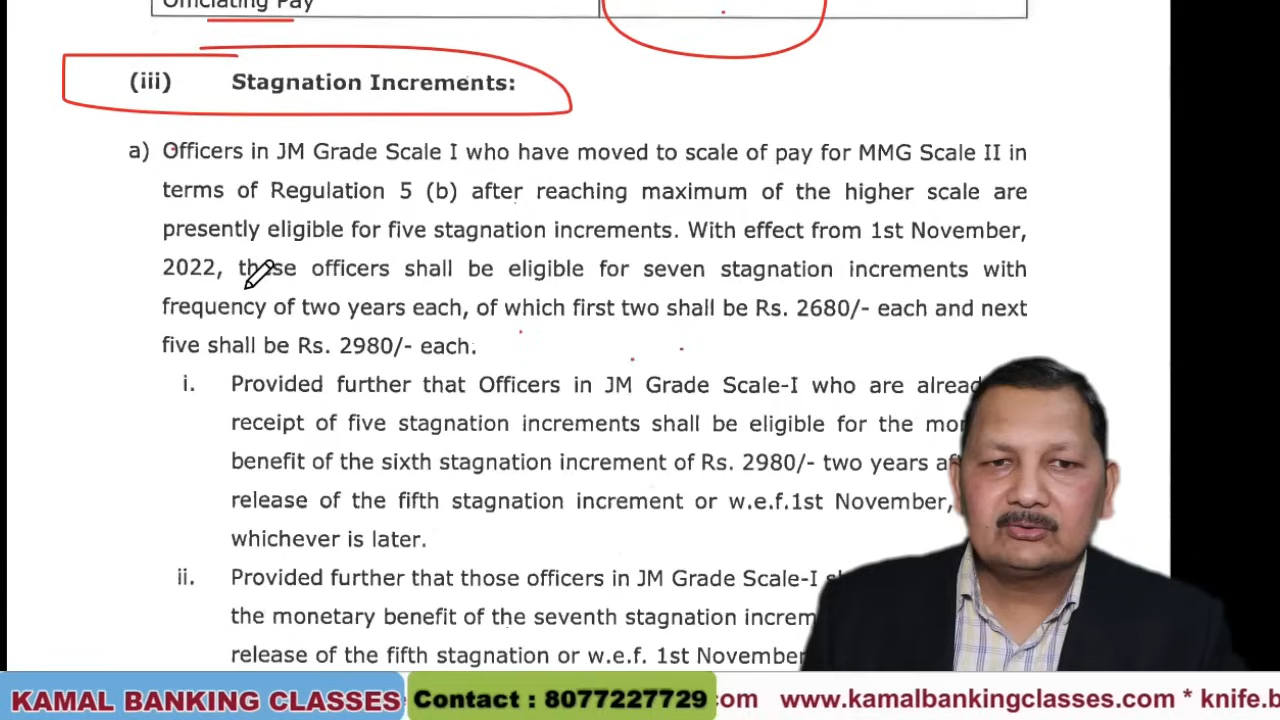 Officiating Pay
(iii) Stagnation Increments:
a) Officers in JM Grade Scale I who have moved to scale of pay for MMG Scale II in
terms of Regulation 5 (b) after reaching maximum of the higher scale are
presently eligible for five stagnation increments. With effect from 1st November,
2022, those officers shall be eligible for seven stagnation increments with
frequency of two years each, of which first two shall be Rs. 2680/- each and next
five shall be Rs. 2980/- each.
i. Provided further that Officers in JM Grade Scale-I who are
receipt of five stagnation increments shall be eligible for the
benefit of the sixth stagnation increment of Rs. 2980/- two years
release of the fifth stagnation increment or w.e.f.1st November,
whichever is later.
ii. Provided further that those officers in JM Grade Scale-I
the monetary benefit of the seventh stagnation
release of the fifth stagnation or w.e.f. 1st November
KAMAL BANKING CLASSES Contact : 8077227729 om www.kamalbankingclasses.com * knife.b